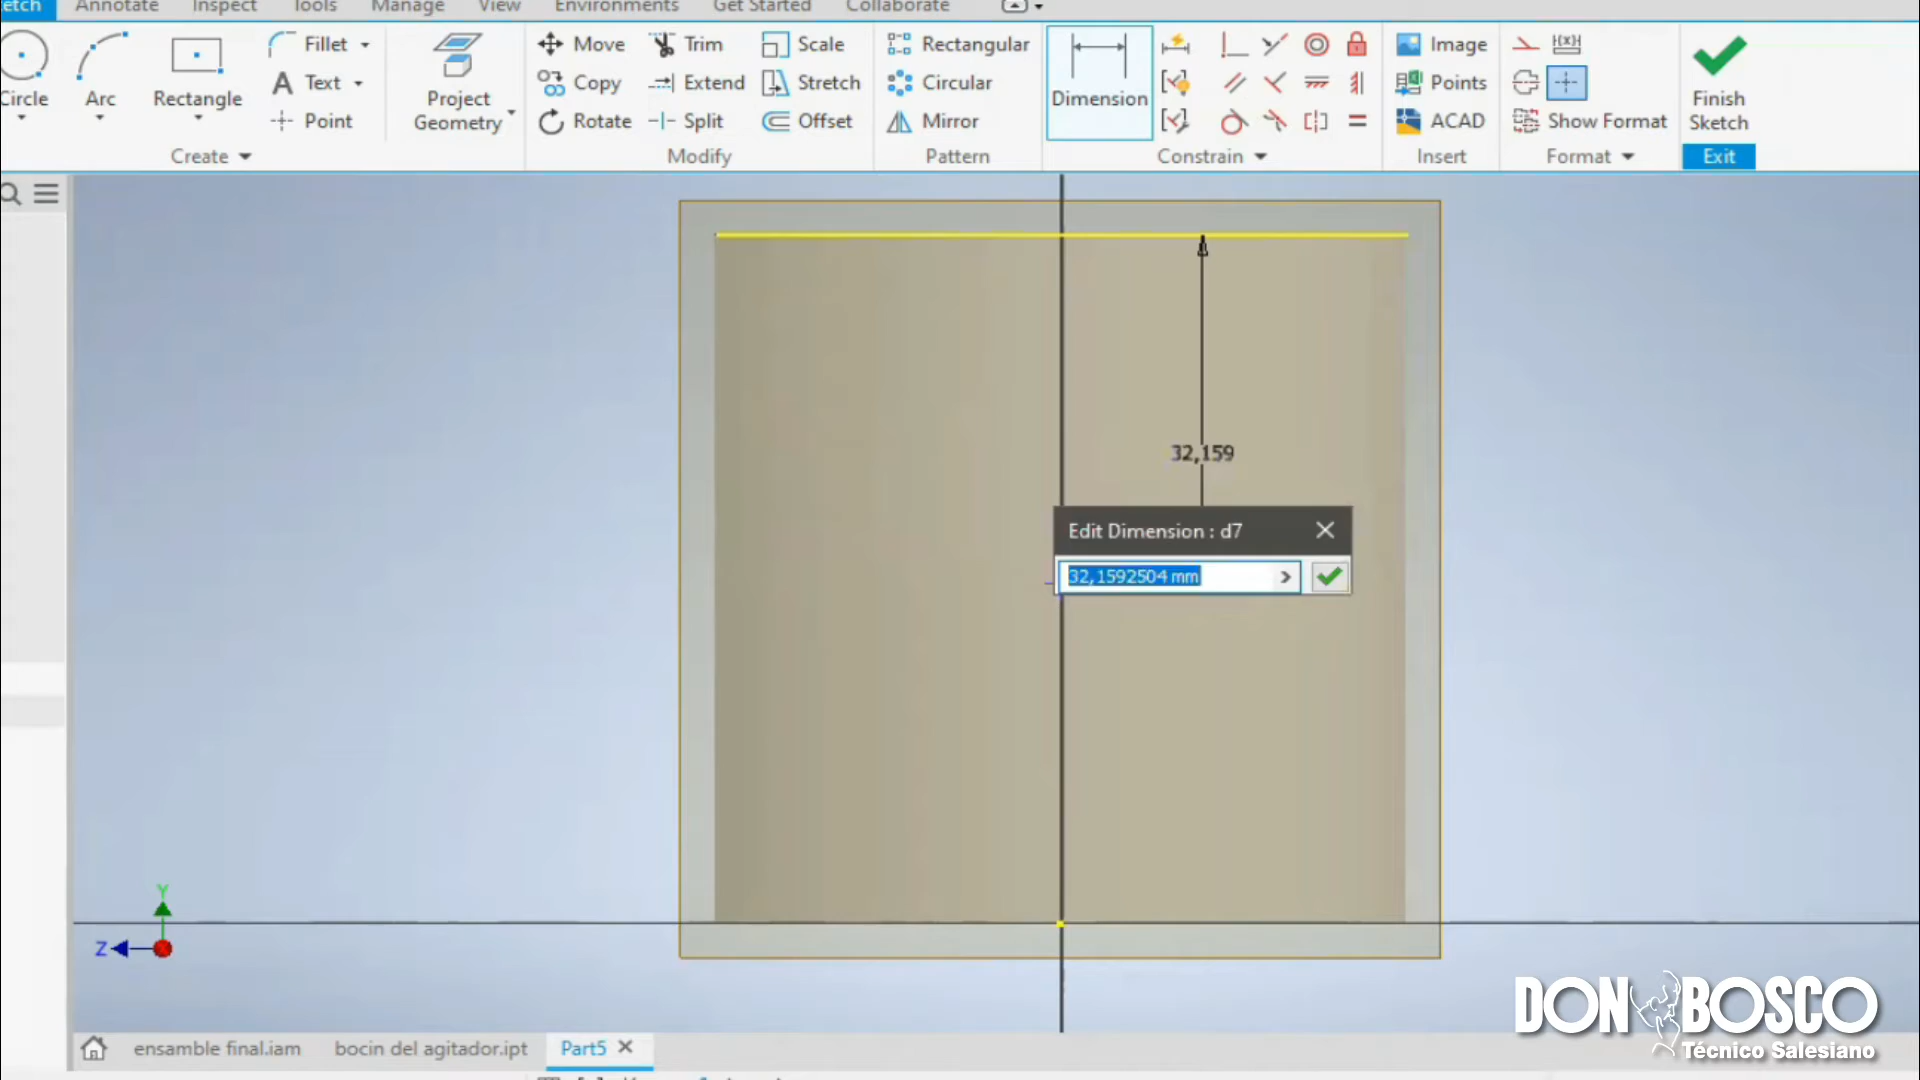 etch Annotate Inspect Tools Manage View Environments Get Started Collaborate
Circle Arc Rectangle Fillet Text Point
Project Geometry
Move Copy Rotate Trim Extend Split Scale Stretch Offset
Rectangular Circular Mirror
Dimension
Image Points ACAD
Show Format
Finish Sketch
Create Modify Pattern Constrain Insert Format Exit
32,159
Edit Dimension : d7
32,1592504 mm
Y
Z
ensamble final.iam bocin del agitador.ipt Part5
DON BOSCO
Técnico Salesiano